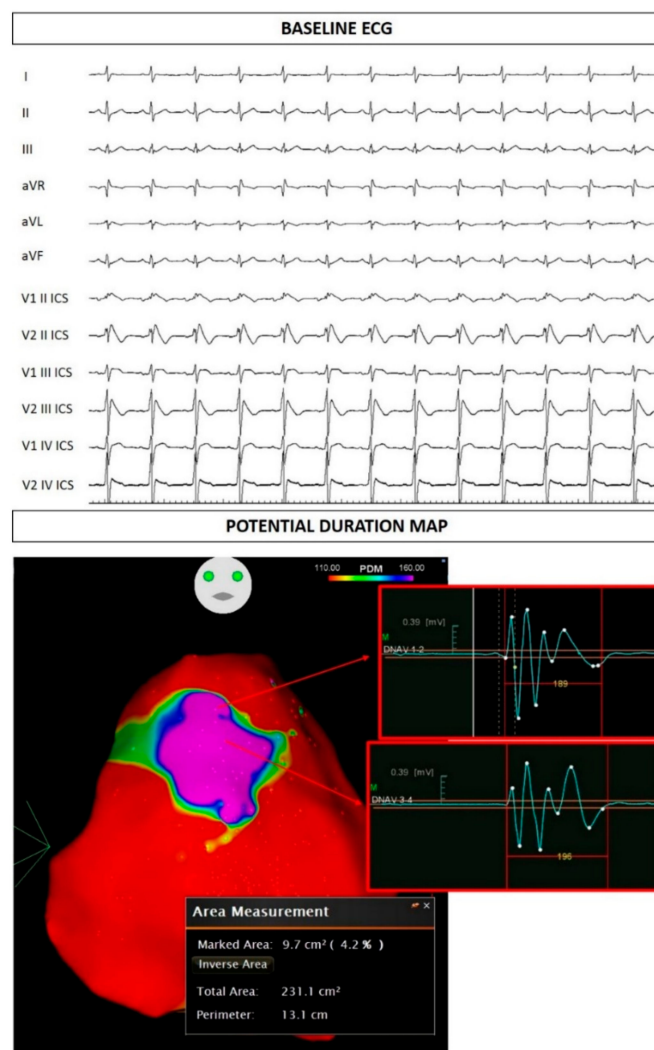 BASELINE ECG
I
II
III
aVR
aVL
aVF
V1 II ICS
V2 II ICS
V1 III ICS
V2 III ICS
V1 IV ICS
V2 IV ICS
POTENTIAL DURATION MAP
110.00 PDM 160.00
0.39 [mV]
M
DNAV 1-2
189
0.39 [mV]
M
DNAV 3-4
196
Area Measurement
Marked Area: 9.7 cm² ( 4.2 % )
Inverse Area
Total Area: 231.1 cm²
Perimeter: 13.1 cm